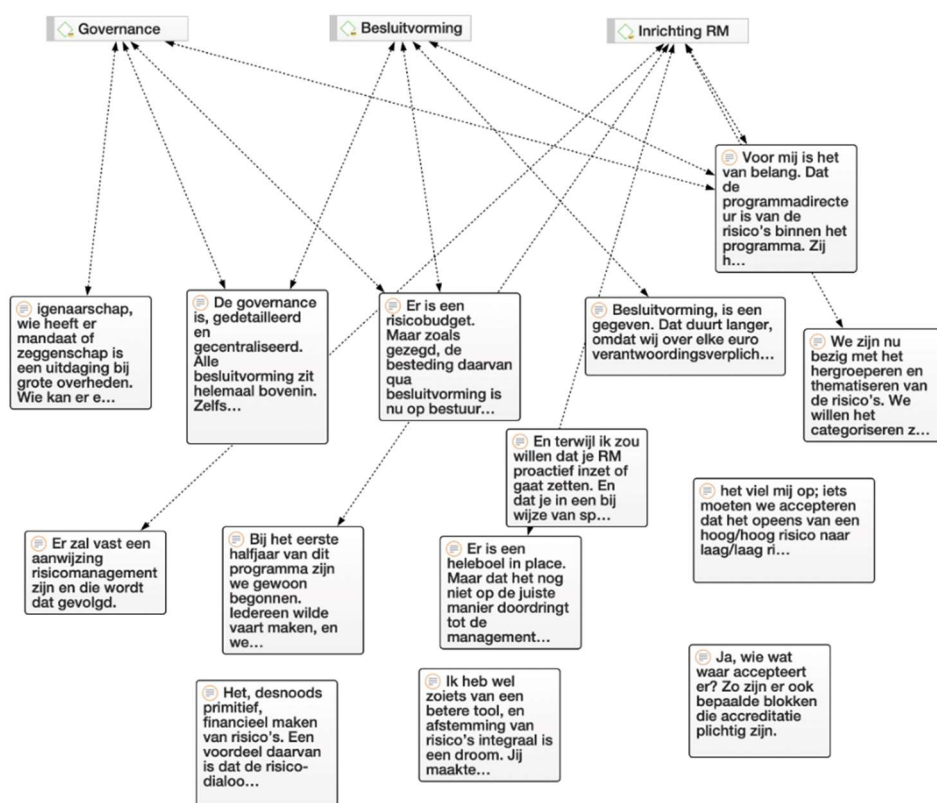 Governance
Besluitvorming
Inrichting RM
Voor mij is het
van belang. Dat
de
programmadirecte
ur is van de
risico's binnen het
programma. Zij
h...
igenaarschap,
wie heeft er
mandaat of
zeggenschap is
een uitdaging bij
grote overheden.
Wie kan er e...
De governance
is, gedetailleerd
en
gecentraliseerd.
Alle
besluitvorming zit
helemaal bovenin.
Zelfs...
Er is een
risicobudget.
Maar zoals
gezegd, de
besteding daarvan
qua
besluitvorming is
nu op bestuur...
Besluitvorming, is een
gegeven. Dat duurt langer,
omdat wij over elke euro
verantwoordingsverplich...
We zijn nu
bezig met het
hergroeperen en
thematiseren van
de risico's. We
willen het
categoriseren z...
En terwijl ik zou
willen dat je RM
proactief inzet of
gaat zetten. En
dat je in een bij
wijze van sp...
het viel mij op; iets
moeten we accepteren
dat het opeens van een
hoog/hoog risico naar
laag/laag ri...
Er zal vast een
aanwijzing
risicomanagement
zijn en die wordt
dat gevolgd.
Bij het eerste
halfjaar van dit
programma zijn
we gewoon
begonnen.
Iedereen wilde
vaart maken, en
we...
Er is een
heleboel in place.
Maar dat het nog
niet op de juiste
manier doordringt
tot de
management...
Ja, wie wat
waar accepteert
er? Zo zijn er ook
bepaalde blokken
die accreditatie
plichtig zijn.
Het, desnoods
primitief,
financieel maken
van risico's. Een
voordeel daarvan
is dat de risico-
dialoo...
Ik heb wel
zoiets van een
betere tool, en
afstemming van
risico's integraal is
een droom. Jij
maakte...